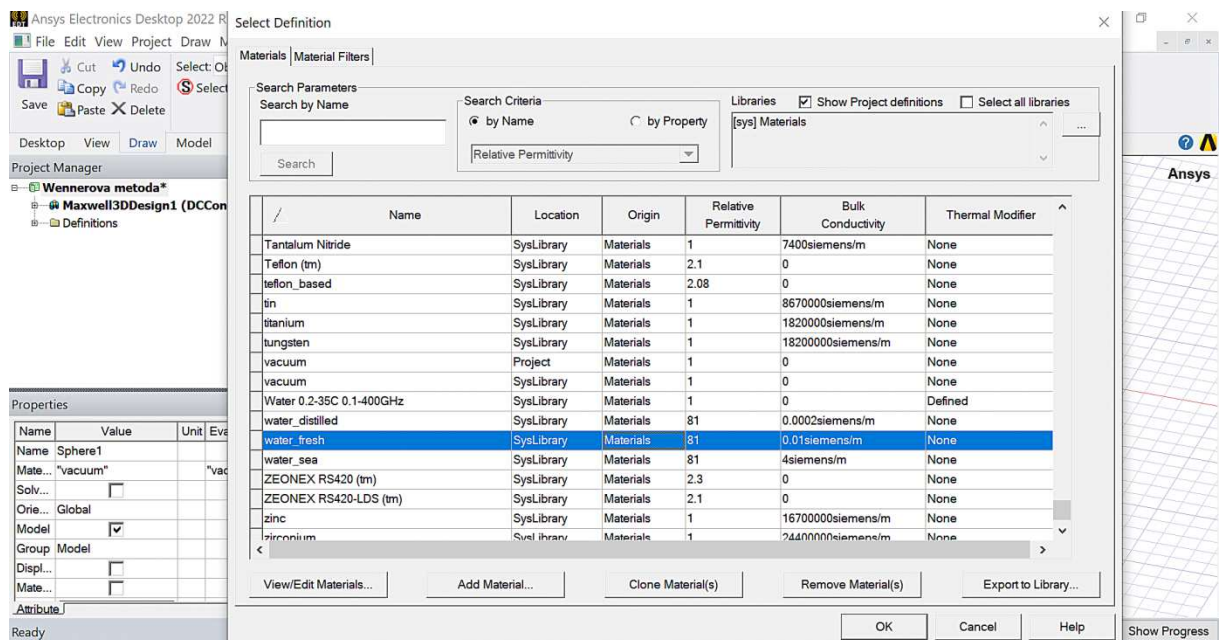 Ansys Electronics Desktop 2022 R
File Edit View Project Draw
Save
Cut
Copy
Paste
Undo
Redo
Delete
Select:
Select
Desktop View Draw Model
Project Manager
Wennerova metoda*
Maxwell3DDesign1 (DCCon
Definitions
Properties
Name Value Unit Eva
Name Sphere1
Mate... "vacuum" "vac
Solv...
Orie... Global
Model
Group Model
Displ...
Mate...
Attribute
Ready
Select Definition
Materials Material Filters
Search Parameters
Search by Name
Search
Search Criteria
by Name by Property
Relative Permittivity
Libraries Show Project definitions Select all libraries
[sys] Materials
...
/ Name Location Origin Relative Permittivity Bulk Conductivity Thermal Modifier
Tantalum Nitride SysLibrary Materials 1 7400siemens/m None
Teflon (tm) SysLibrary Materials 2.1 0 None
teflon_based SysLibrary Materials 2.08 0 None
tin SysLibrary Materials 1 8670000siemens/m None
titanium SysLibrary Materials 1 1820000siemens/m None
tungsten SysLibrary Materials 1 18200000siemens/m None
vacuum Project Materials 1 0 None
vacuum SysLibrary Materials 1 0 None
Water 0.2-35C 0.1-400GHz SysLibrary Materials 1 0 Defined
water_distilled SysLibrary Materials 81 0.0002siemens/m None
water_fresh SysLibrary Materials 81 0.01siemens/m None
water_sea SysLibrary Materials 81 4siemens/m None
ZEONEX RS420 (tm) SysLibrary Materials 2.3 0 None
ZEONEX RS420-LDS (tm) SysLibrary Materials 2.1 0 None
zinc SysLibrary Materials 1 16700000siemens/m None
zirconium SysLibrary Materials 1 24400000siemens/m None
View/Edit Materials... Add Material... Clone Material(s) Remove Material(s) Export to Library...
OK Cancel Help
Ansys
Show Progress